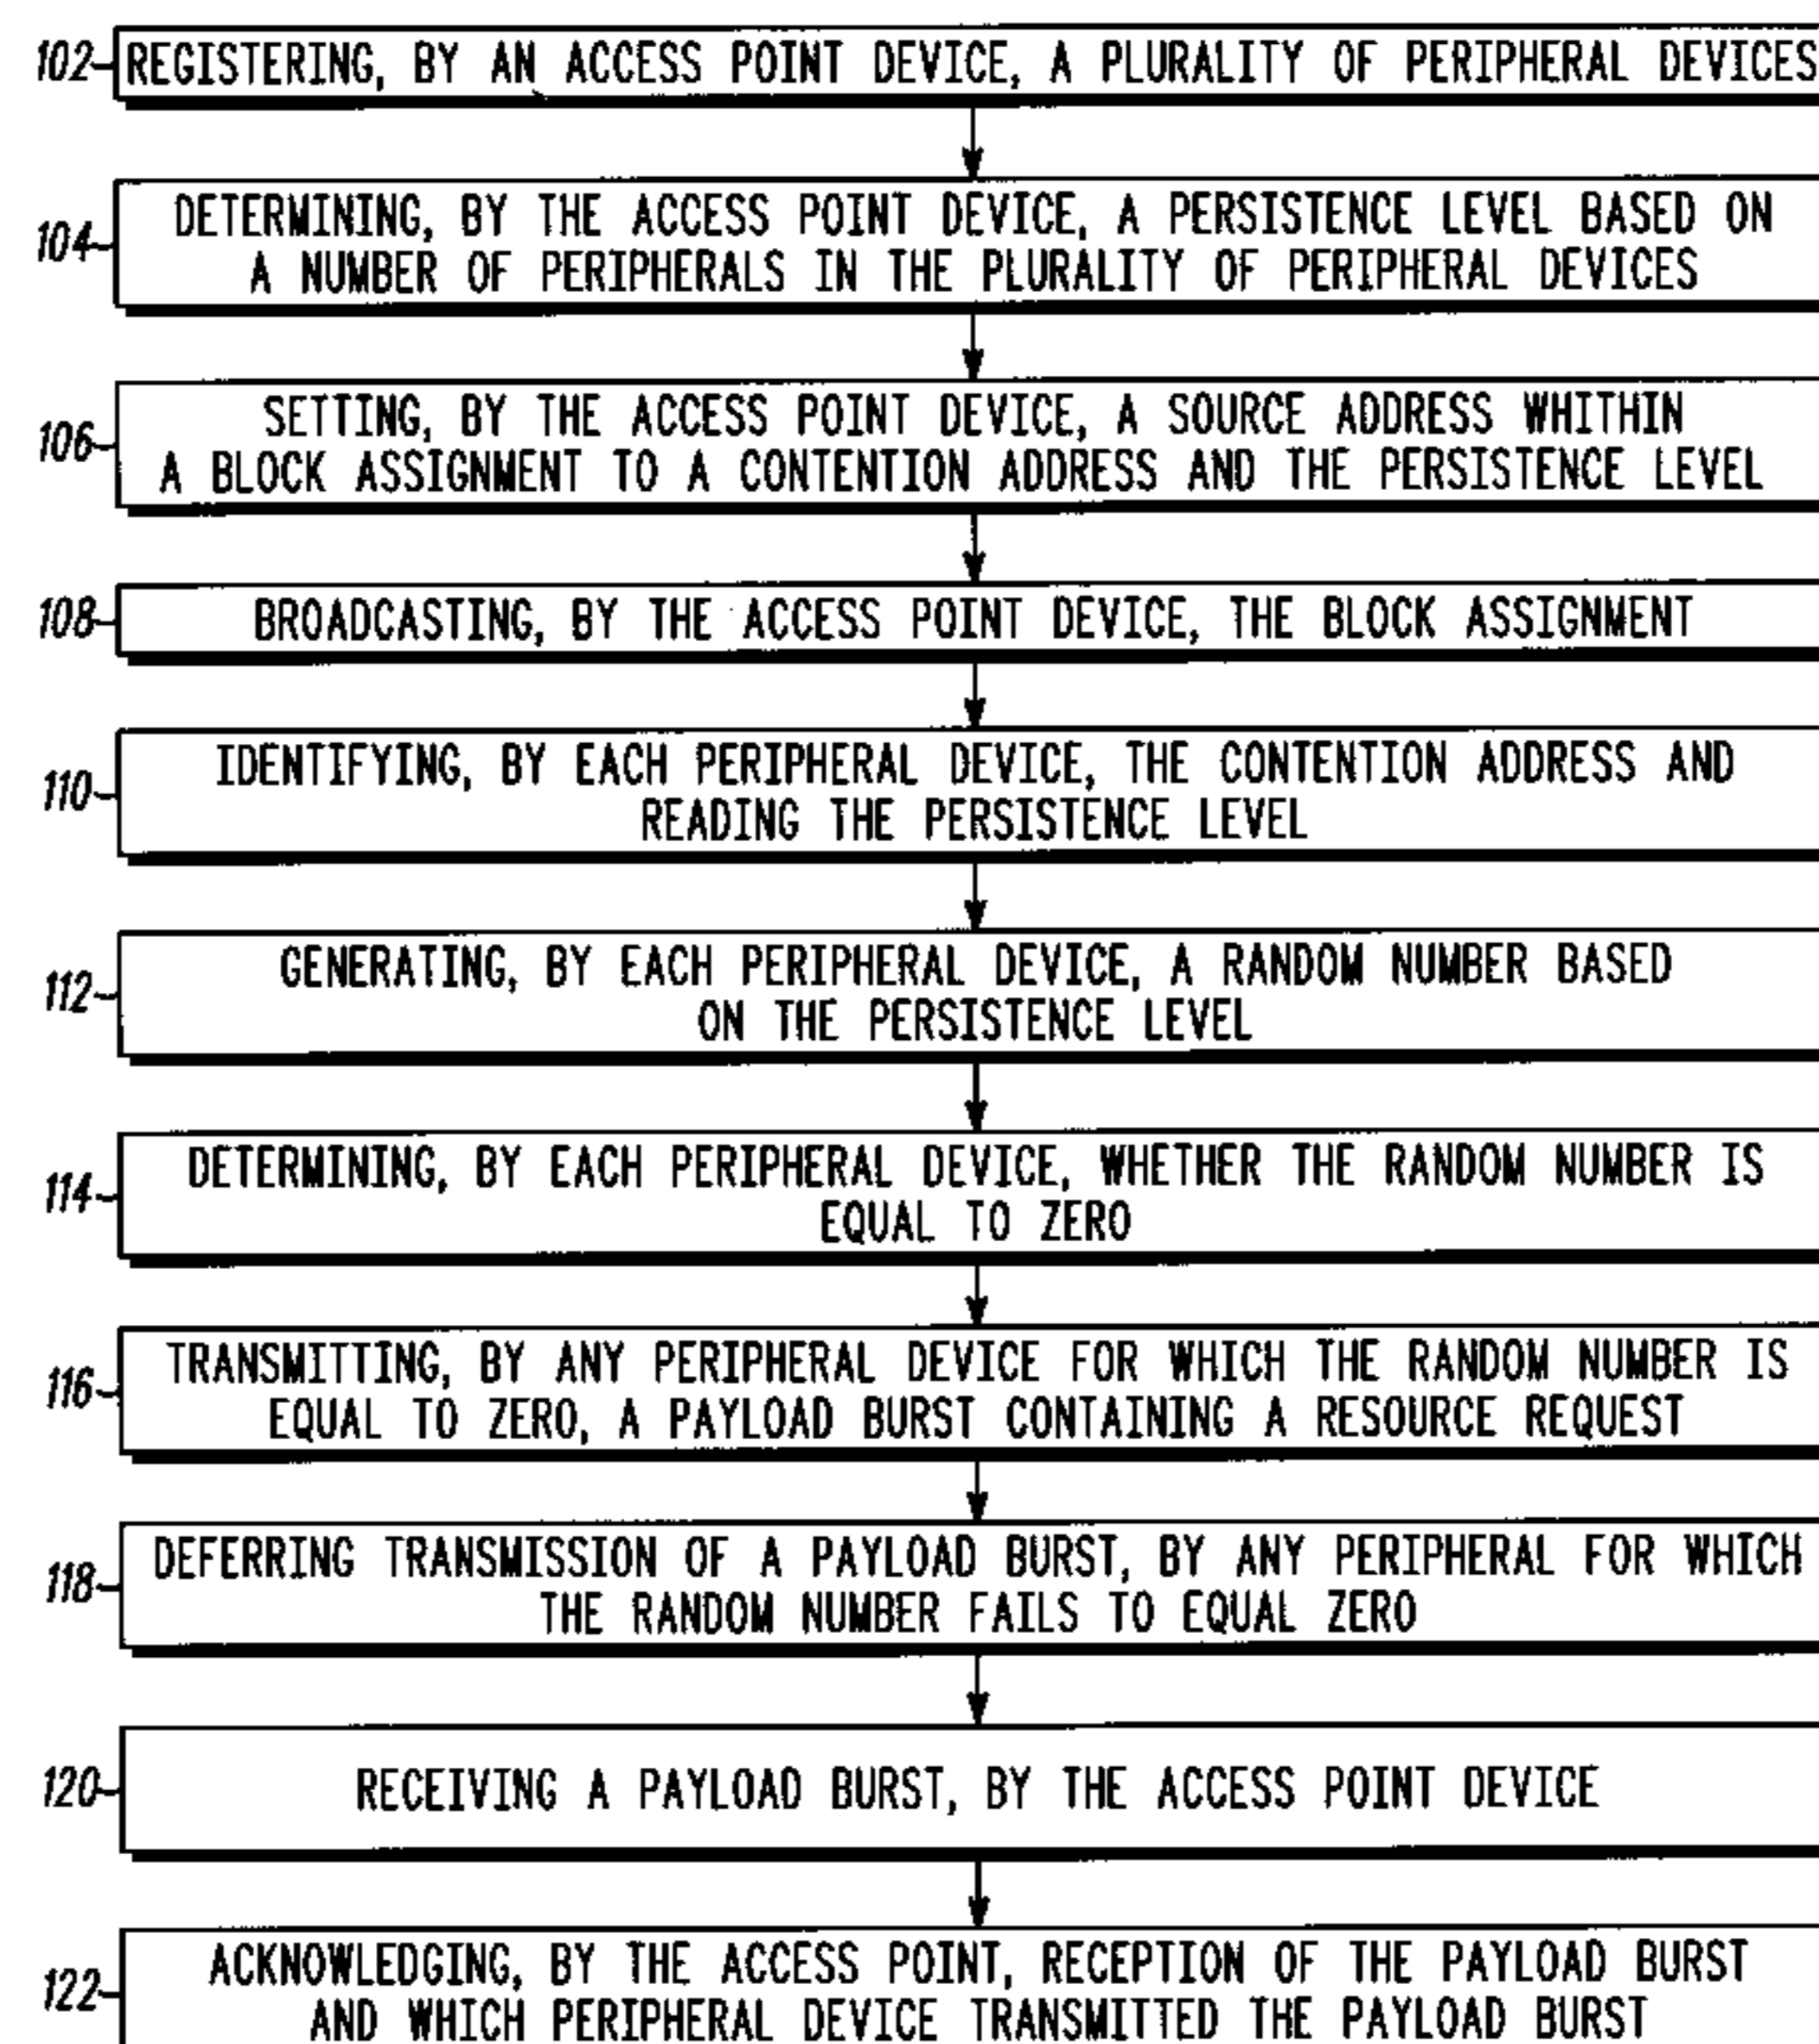 102 REGISTERING, BY AN ACCESS POINT DEVICE, A PLURALITY OF PERIPHERAL DEVICES
104 DETERMINING, BY THE ACCESS POINT DEVICE, A PERSISTENCE LEVEL BASED ON
A NUMBER OF PERIPHERALS IN THE PLURALITY OF PERIPHERAL DEVICES
106 SETTING, BY THE ACCESS POINT DEVICE, A SOURCE ADDRESS WHITHIN
A BLOCK ASSIGNMENT TO A CONTENTION ADDRESS AND THE PERSISTENCE LEVEL
108 BROADCASTING, BY THE ACCESS POINT DEVICE, THE BLOCK ASSIGNMENT
110 IDENTIFYING, BY EACH PERIPHERAL DEVICE, THE CONTENTION ADDRESS AND
READING THE PERSISTENCE LEVEL
112 GENERATING, BY EACH PERIPHERAL DEVICE, A RANDOM NUMBER BASED
ON THE PERSISTENCE LEVEL
114 DETERMINING, BY EACH PERIPHERAL DEVICE, WHETHER THE RANDOM NUMBER IS
EQUAL TO ZERO
116 TRANSMITTING, BY ANY PERIPHERAL DEVICE FOR WHICH THE RANDOM NUMBER IS
EQUAL TO ZERO, A PAYLOAD BURST CONTAINING A RESOURCE REQUEST
118 DEFERRING TRANSMISSION OF A PAYLOAD BURST, BY ANY PERIPHERAL FOR WHICH
THE RANDOM NUMBER FAILS TO EQUAL ZERO
120 RECEIVING A PAYLOAD BURST, BY THE ACCESS POINT DEVICE
122 ACKNOWLEDGING, BY THE ACCESS POINT, RECEPTION OF THE PAYLOAD BURST
AND WHICH PERIPHERAL DEVICE TRANSMITTED THE PAYLOAD BURST